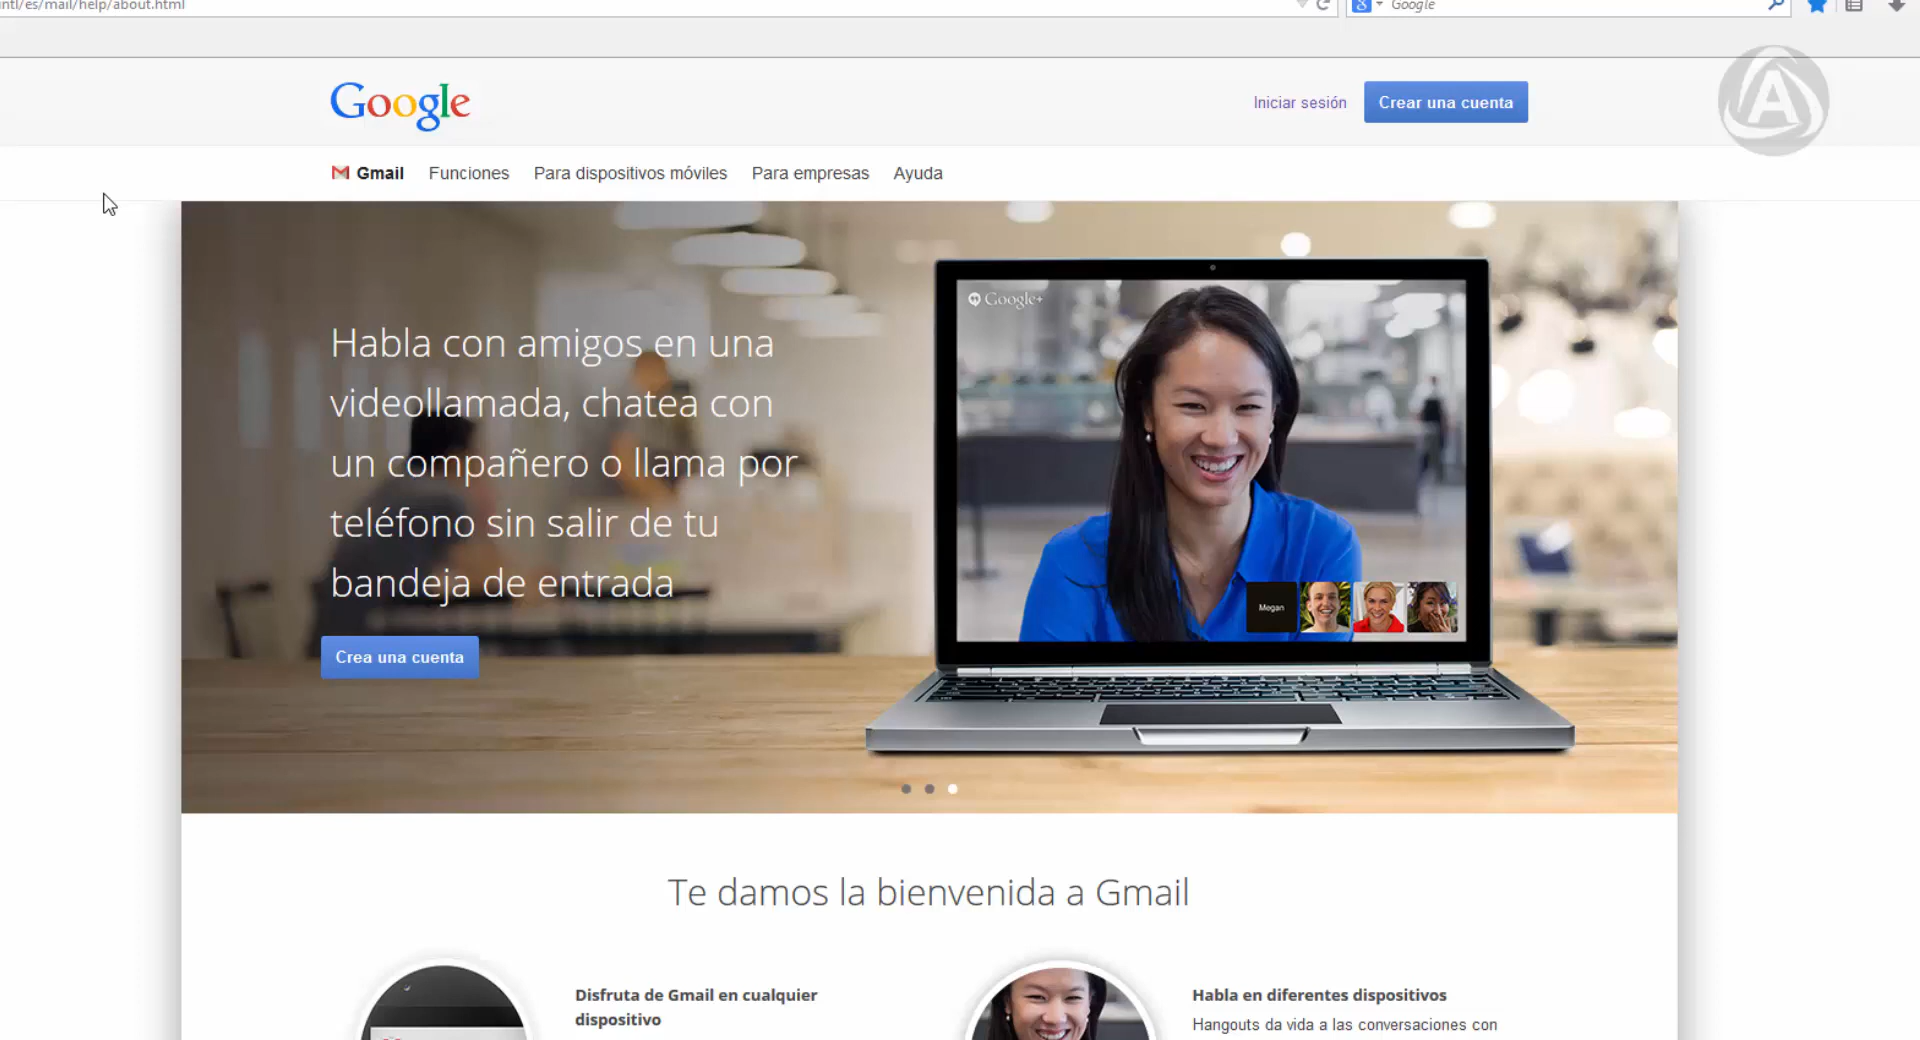 intl/es/mail/help/about.html
Google
Google
Iniciar sesión
Crear una cuenta
Gmail
Funciones
Para dispositivos móviles
Para empresas
Ayuda
Google+
Habla con amigos en una
videollamada, chatea con
un compañero o llama por
teléfono sin salir de tu
bandeja de entrada
Megan
Crea una cuenta
Te damos la bienvenida a Gmail
Disfruta de Gmail en cualquier
dispositivo
Habla en diferentes dispositivos
Hangouts da vida a las conversaciones con